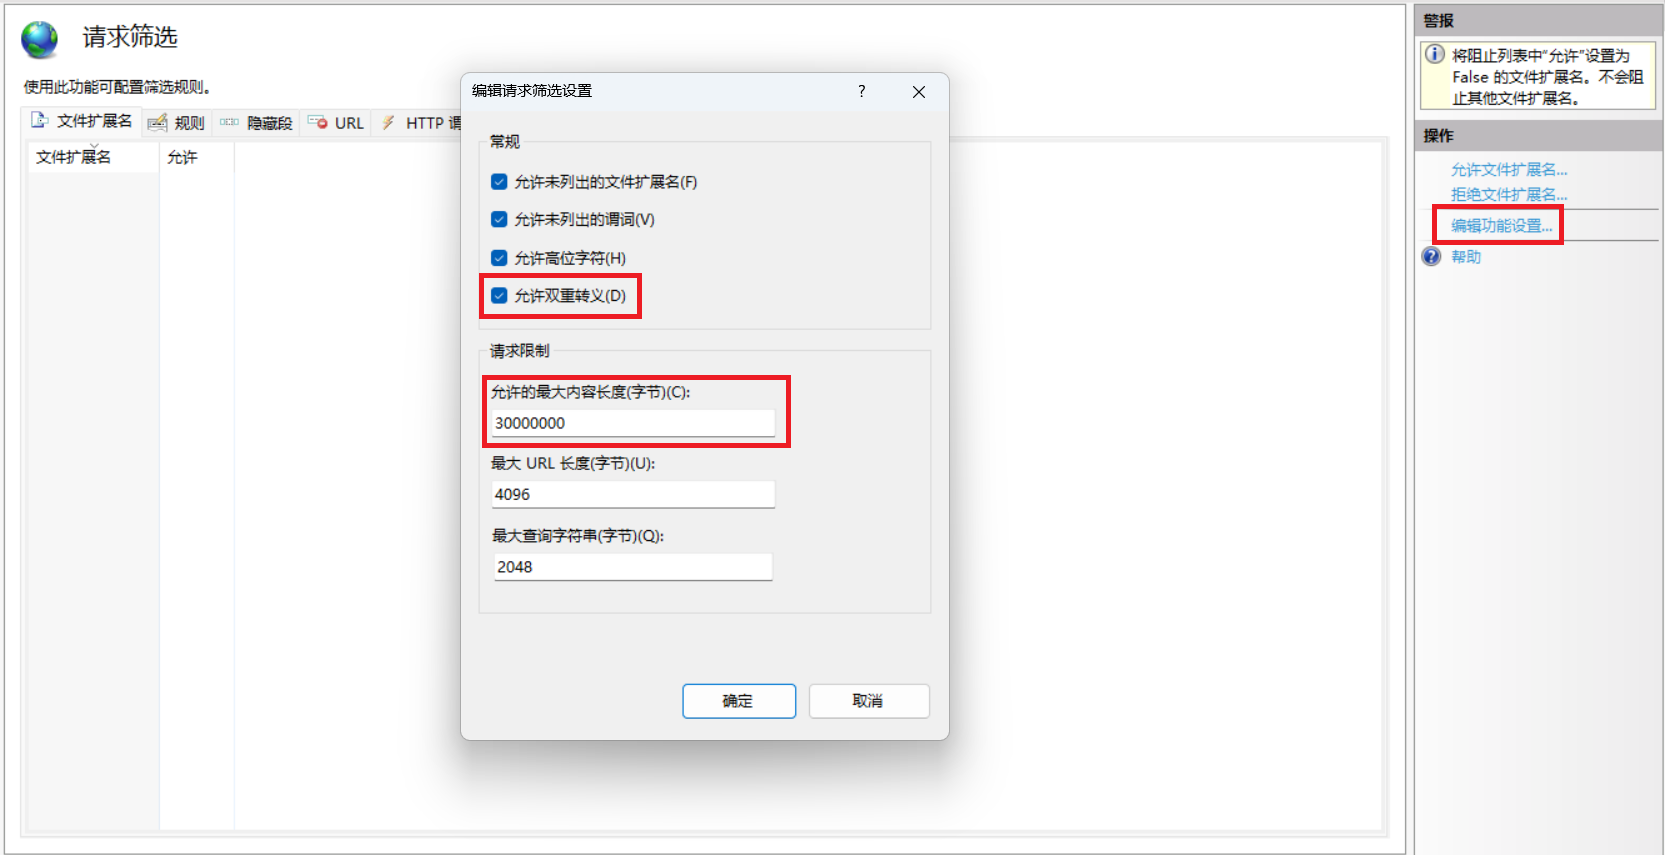 请求筛选
使用此功能可配置筛选规则。
文件扩展名 规则 隐藏段 URL HTTP 谓
文件扩展名 允许
编辑请求筛选设置 ?
常规
允许未列出的文件扩展名(F)
允许未列出的谓词(V)
允许高位字符(H)
允许双重转义(D)
请求限制
允许的最大内容长度(字节)(C):
30000000
最大 URL 长度(字节)(U):
4096
最大查询字符串(字节)(Q):
2048
确定 取消
警报
将阻止列表中“允许”设置为
False 的文件扩展名。不会阻
止其他文件扩展名。
操作
允许文件扩展名...
拒绝文件扩展名...
编辑功能设置...
帮助